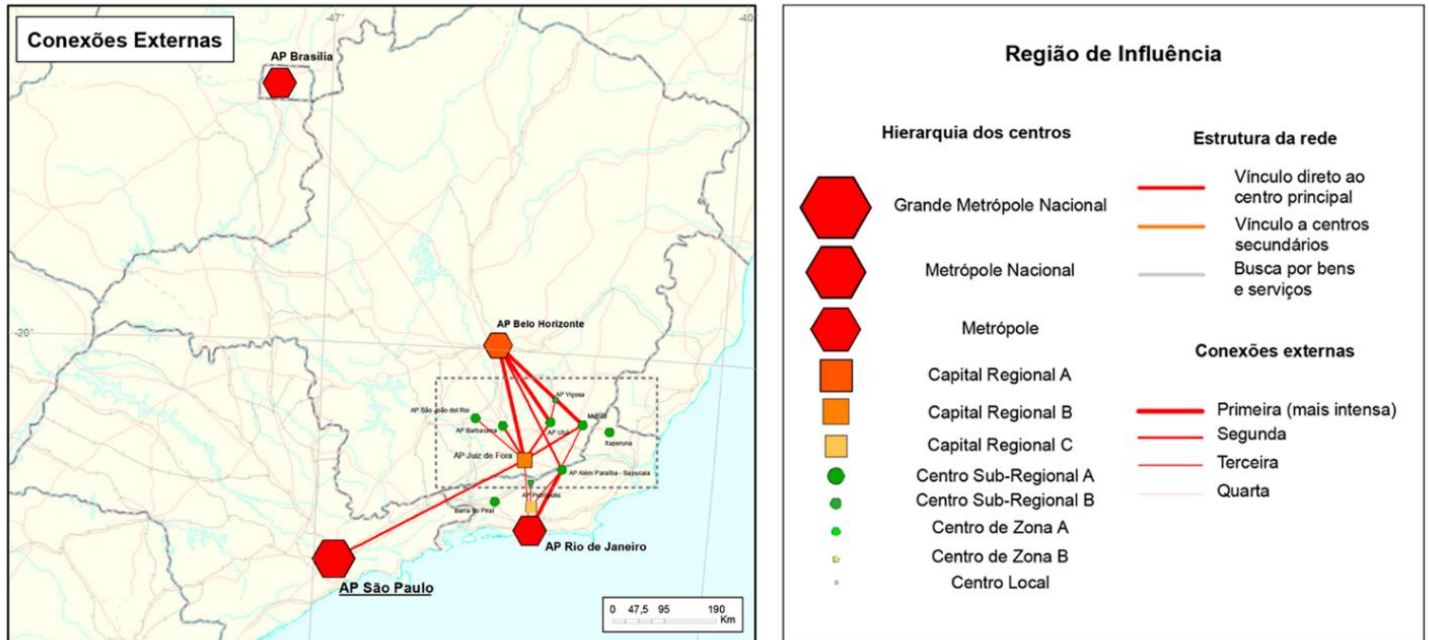 Conexões Externas
-47°
-40
AP Brasilia
-20°
AP Belo Horizonte
AP Viçosa
AP São João del Rei
AP Barbacena
AP Ubá
Itaperuna
AP Juiz de Fora
AP Além Paraíba - Sapucaia
AP Petrópolis
Barra do Piraí
AP Rio de Janeiro
AP São Paulo
0 47,5 95 190
Km
Região de Influência
Hierarquia dos centros
Grande Metrópole Nacional
Metrópole Nacional
Metrópole
Capital Regional A
Capital Regional B
Capital Regional C
Centro Sub-Regional A
Centro Sub-Regional B
Centro de Zona A
Centro de Zona B
Centro Local
Estrutura da rede
Vínculo direto ao
centro principal
Vínculo a centros
secundários
Busca por bens
e serviços
Conexões externas
Primeira (mais intensa)
Segunda
Terceira
Quarta